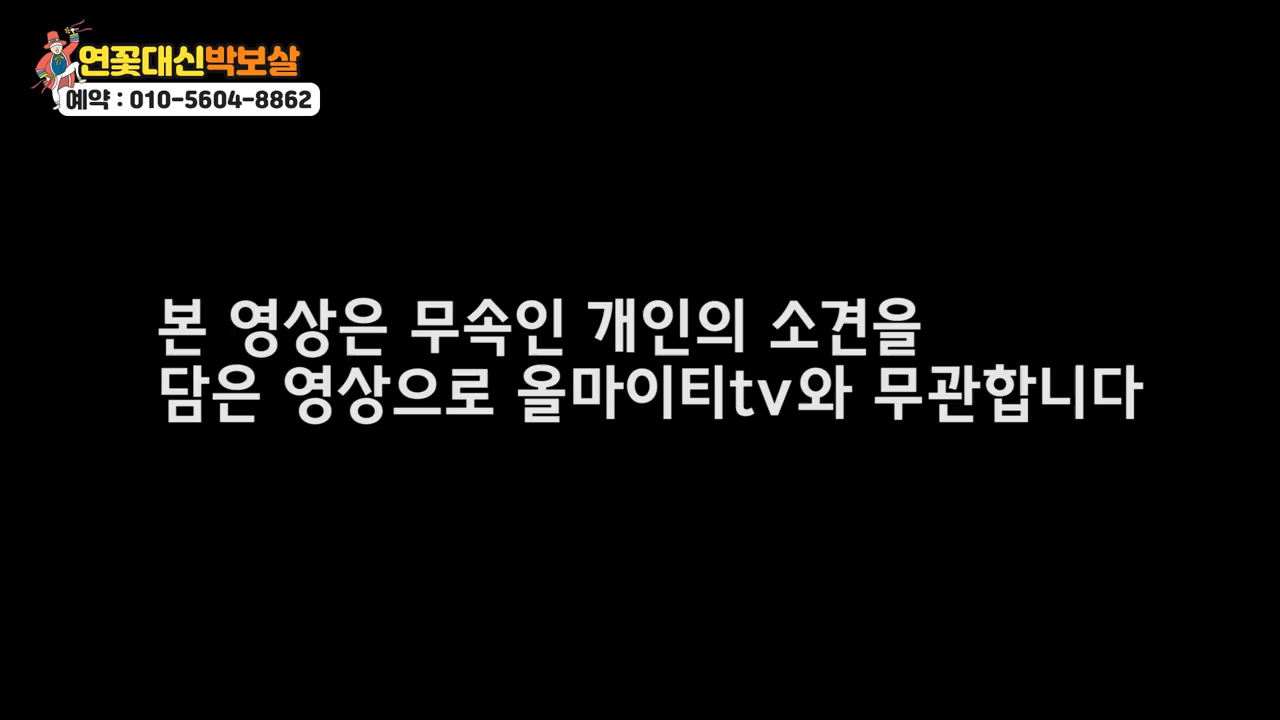 연꽃대신박보살
예약 : 010-5604-8862
본 영상은 무속인 개인의 소견을
담은 영상으로 올마이티tv와 무관합니다